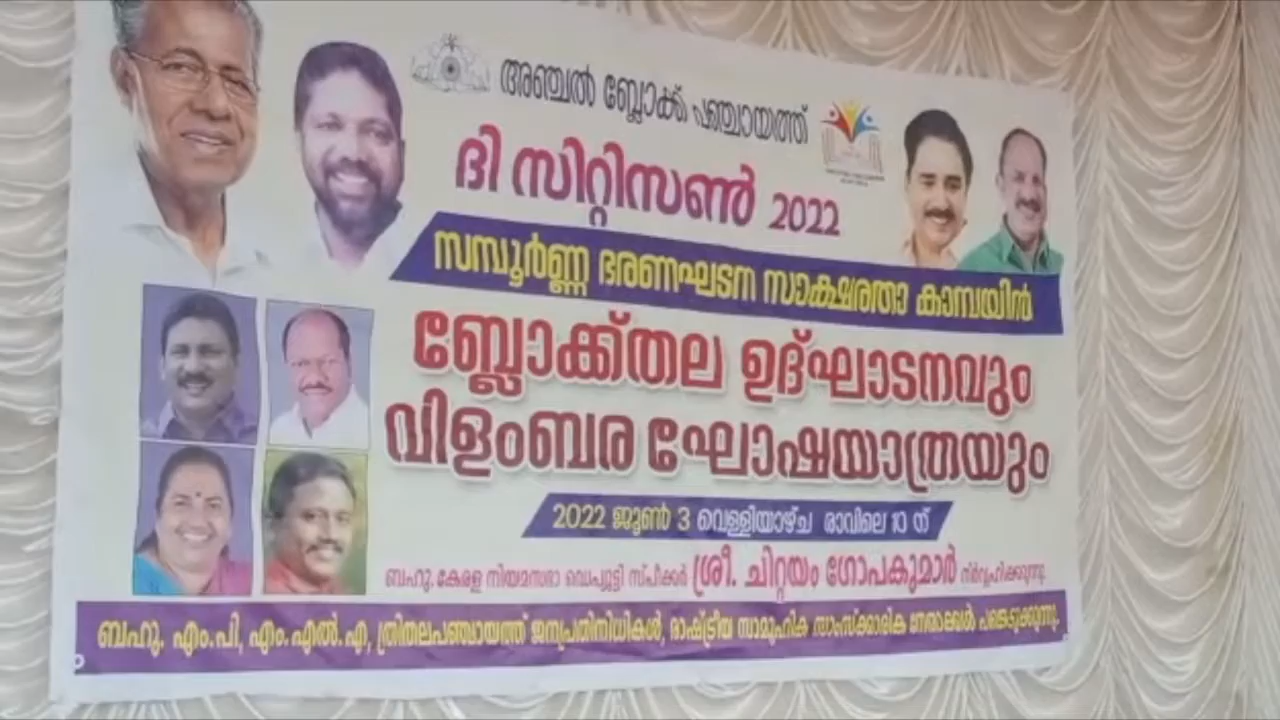 അഞ്ചൽ ബ്ലോക്ക് പഞ്ചായത്ത്
ദി സിറ്റിസൺ 2022
സമ്പൂർണ്ണ ഭരണഘടന സാക്ഷരതാ കാമ്പയിൻ
ബ്ലോക്ക്തല ഉദ്ഘാടനവും
വിളംബര ഘോഷയാത്രയും
2022 ജൂൺ 3 വെള്ളിയാഴ്ച രാവിലെ 10 ന്
ബഹു. കേരള നിയമസഭാ ഡെപ്യൂട്ടി സ്പീക്കർ ശ്രീ. ചിറ്റയം ഗോപകുമാർ നിർവ്വഹിക്കുന്നു.
ബഹു. എം.പി, എം.എൽ.എ, ത്രിതലപഞ്ചായത്ത് ജനപ്രതിനിധികൾ, രാഷ്ട്രീയ സാമൂഹിക സാംസ്ക്കാരിക നേതാക്കൾ പങ്കെടുക്കുന്നു.